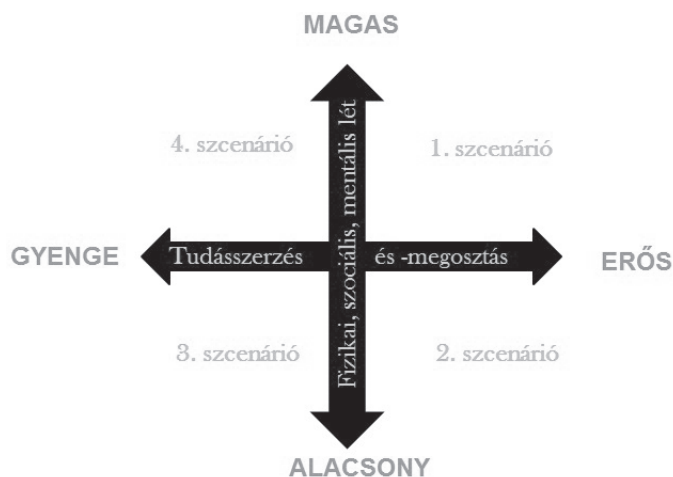 MAGAS
4. szcenárió
1. szcenárió
Fizikai, szociális, mentális lét
GYENGE
Tudásszerzés és -megosztás
ERŐS
3. szcenárió
2. szcenárió
ALACSONY